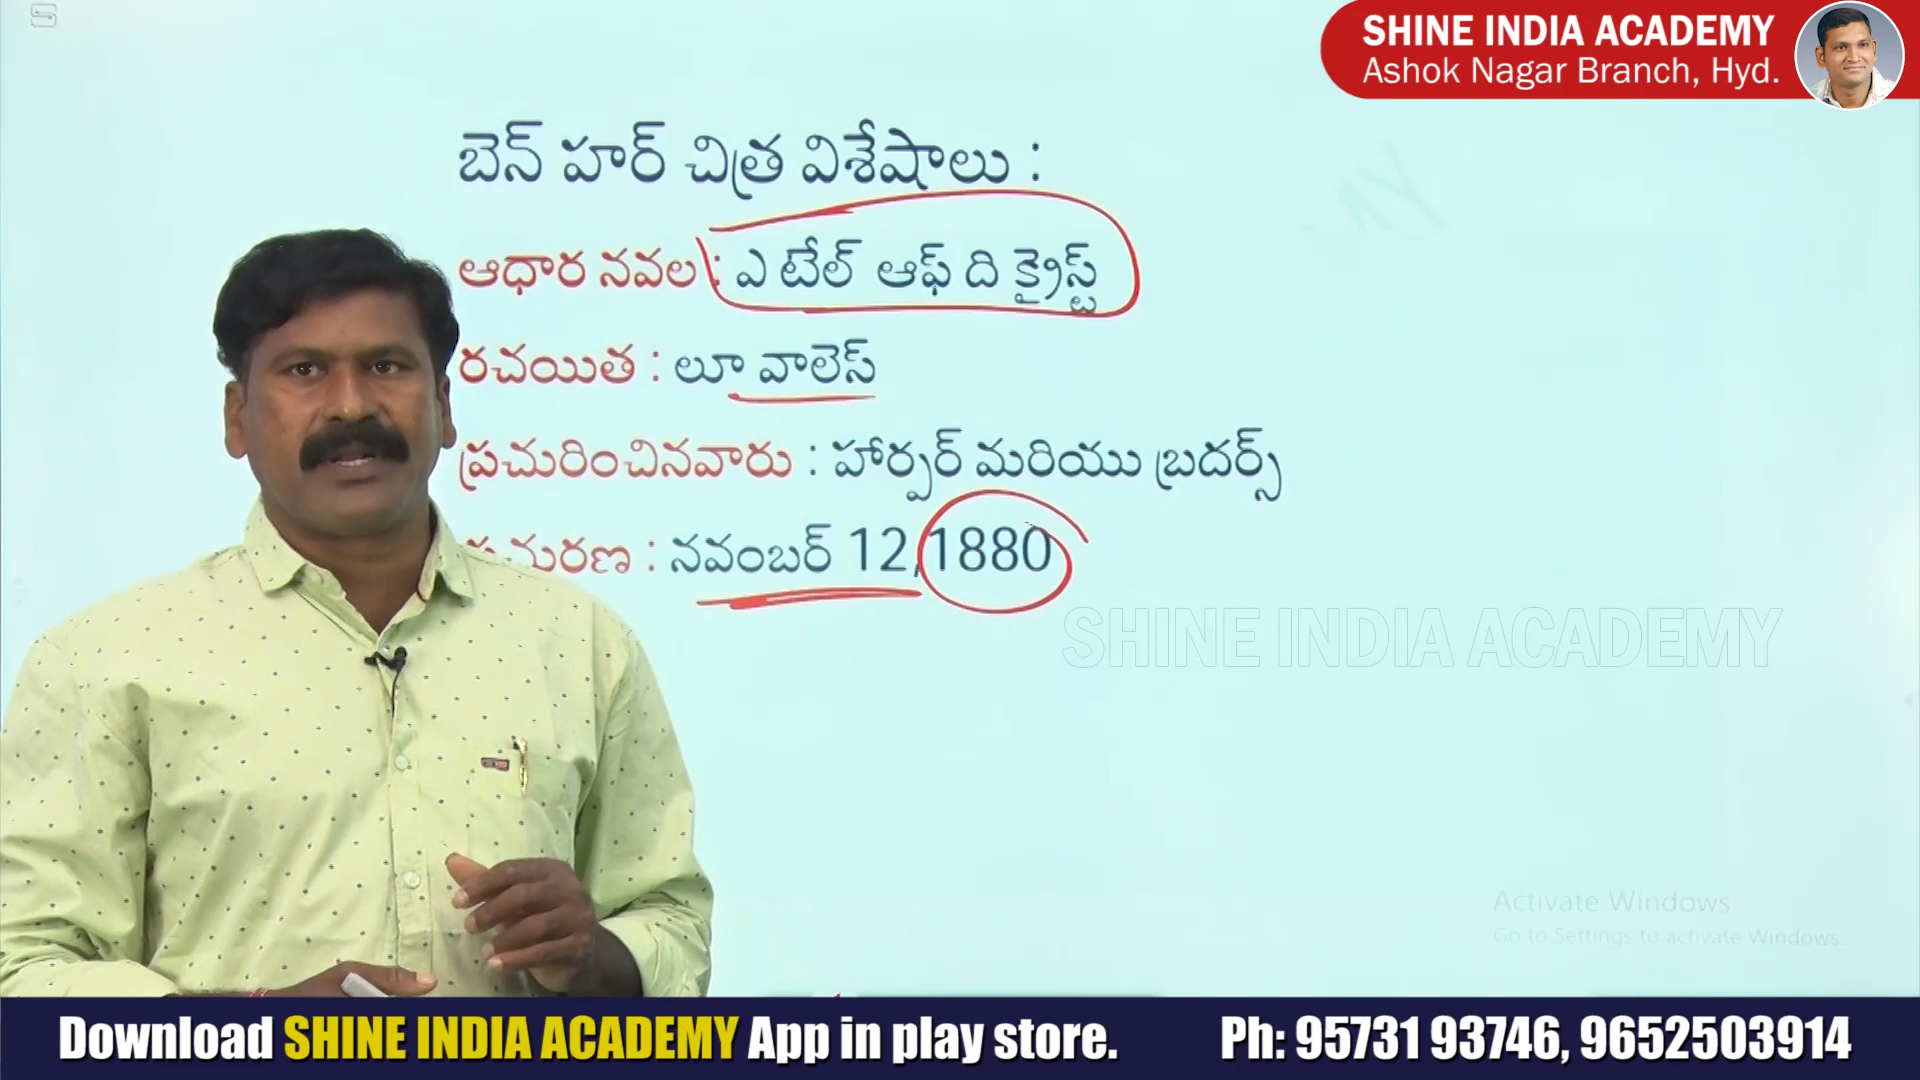 SHINE INDIA ACADEMY
Ashok Nagar Branch, Hyd.
బెన్ హర్ చిత్ర విశేషాలు :
ఆధార నవల : ఎ టేల్ ఆఫ్ ది క్రైస్ట్
రచయిత : లూ వాలెస్
ప్రచురించినవారు : హార్పర్ మరియు బ్రదర్స్
: నవంబర్ 12, 1880
SHINE INDIA ACADEMY
Activate Windows
Go to Settings to activate Windows.
Download SHINE INDIA ACADEMY App in play store. Ph: 95731 93746, 9652503914